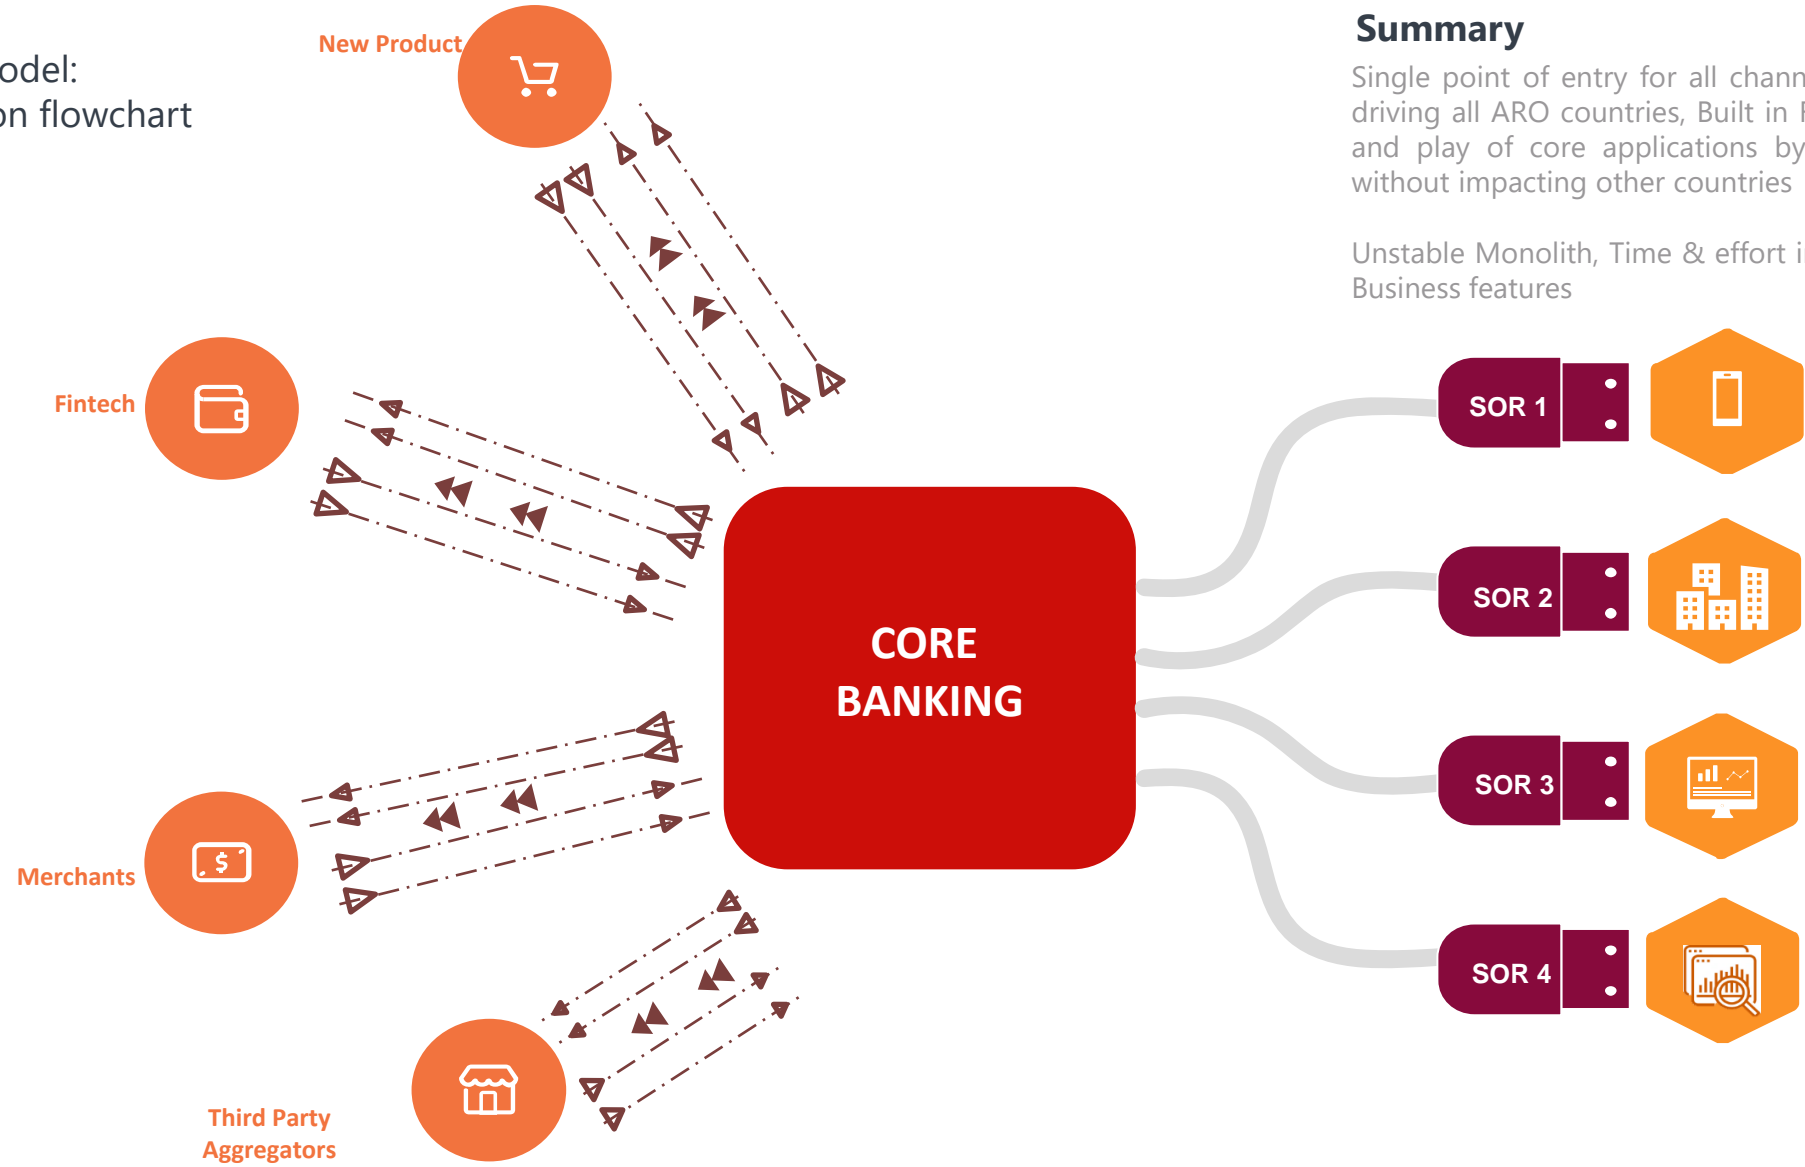 odel:
on flowchart
New Product
Fintech
Merchants
Third Party
Aggregators
CORE
BANKING
Summary
Single point of entry for all chann
driving all ARO countries, Built in
and play of core applications by
without impacting other countries
Unstable Monolith, Time & effort
Business features
SOR 1
SOR 2
SOR 3
SOR 4
$